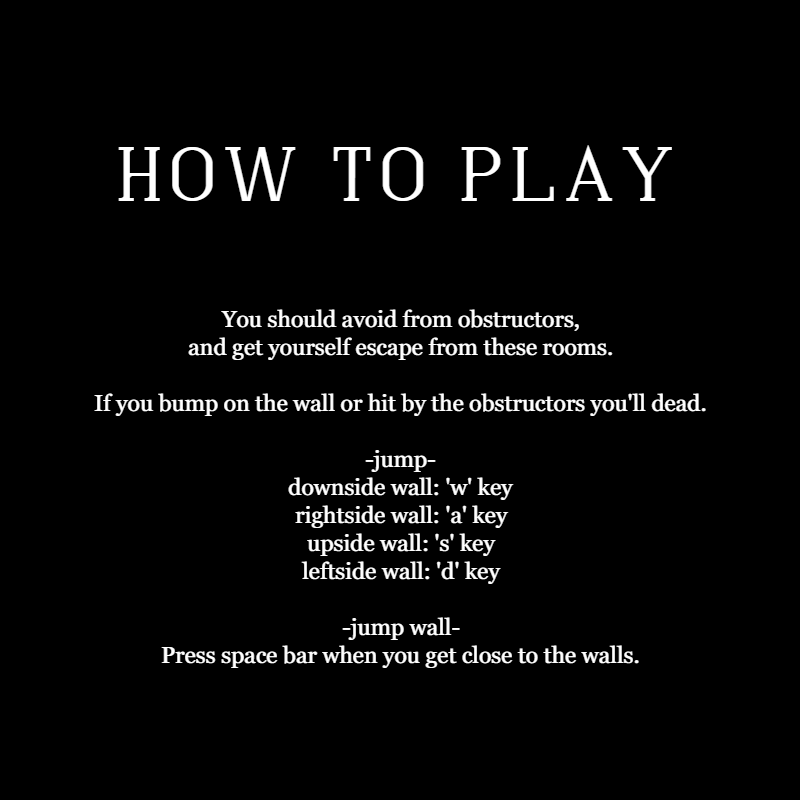 HOW TO PLAY
You should avoid from obstructors,
and get yourself escape from these rooms.
If you bump on the wall or hit by the obstructors you'll dead.
-jump-
downside wall: 'w' key
rightside wall: 'a' key
upside wall: 's' key
leftside wall: 'd' key
-jump wall-
Press space bar when you get close to the walls.